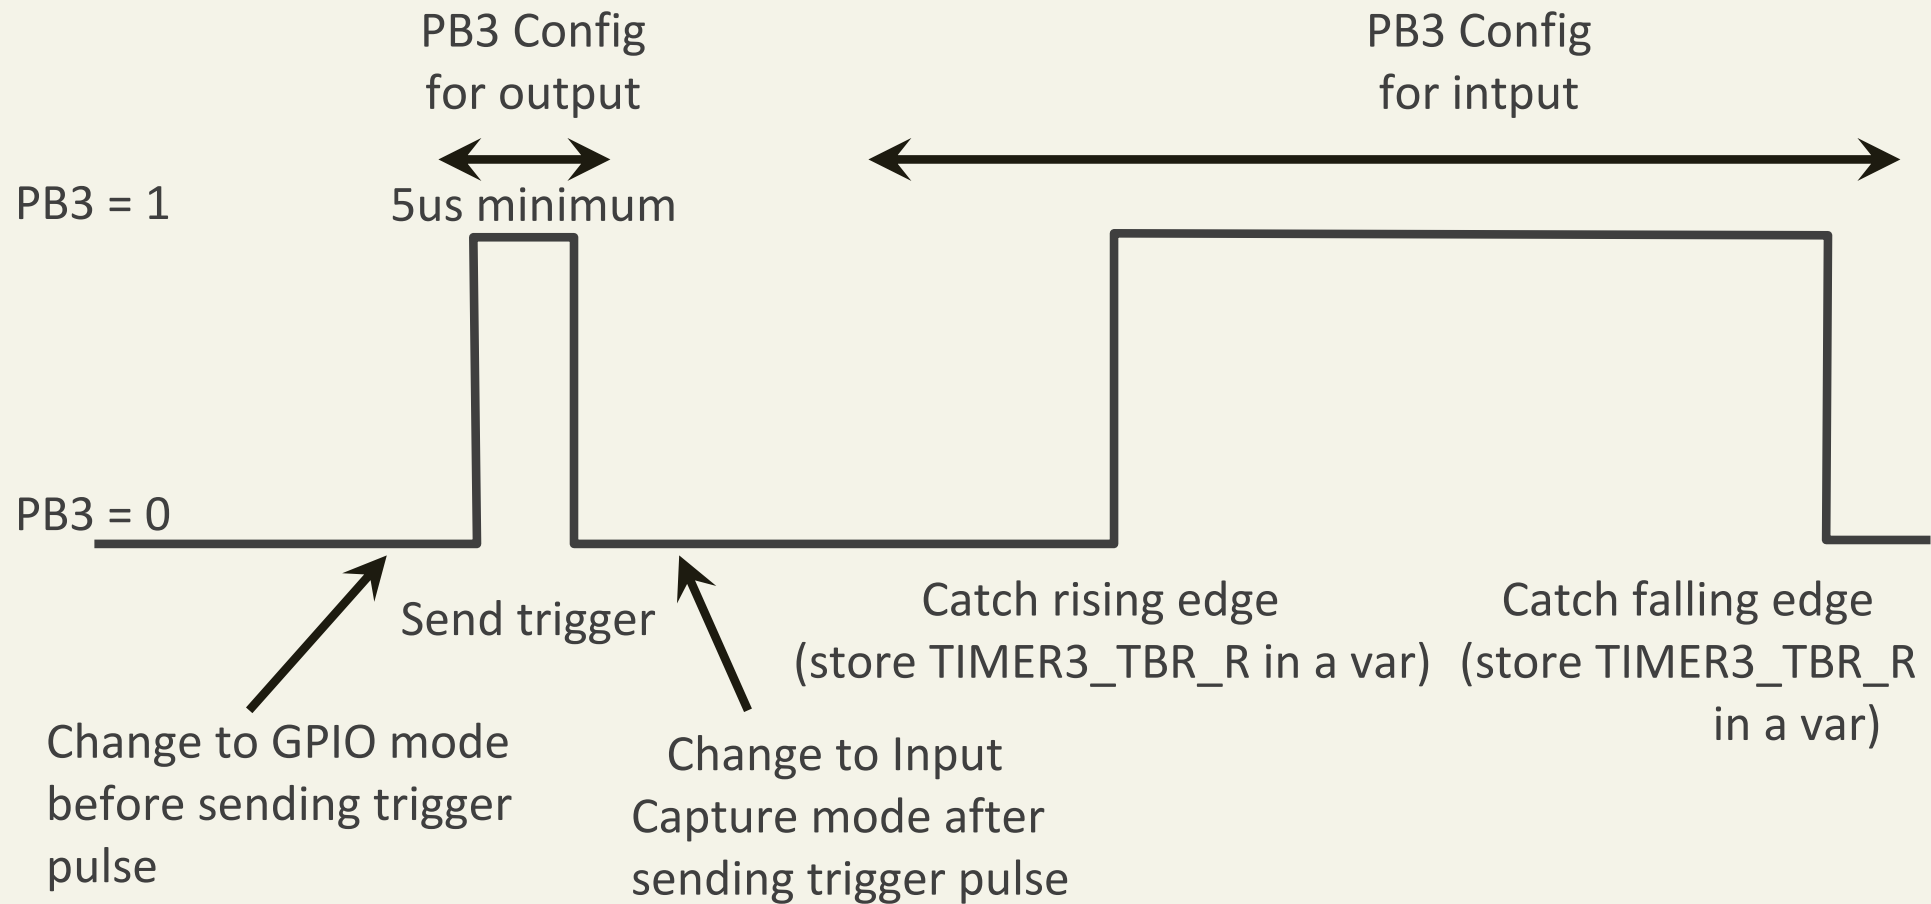 PB3 Config
for output
PB3 Config
for intput
PB3 = 1
5us minimum
PB3 = 0
Send trigger
Catch rising edge
(store TIMER3_TBR_R in a var)
Catch falling edge
(store TIMER3_TBR_R
in a var)
Change to GPIO mode
before sending trigger
pulse
Change to Input
Capture mode after
sending trigger pulse